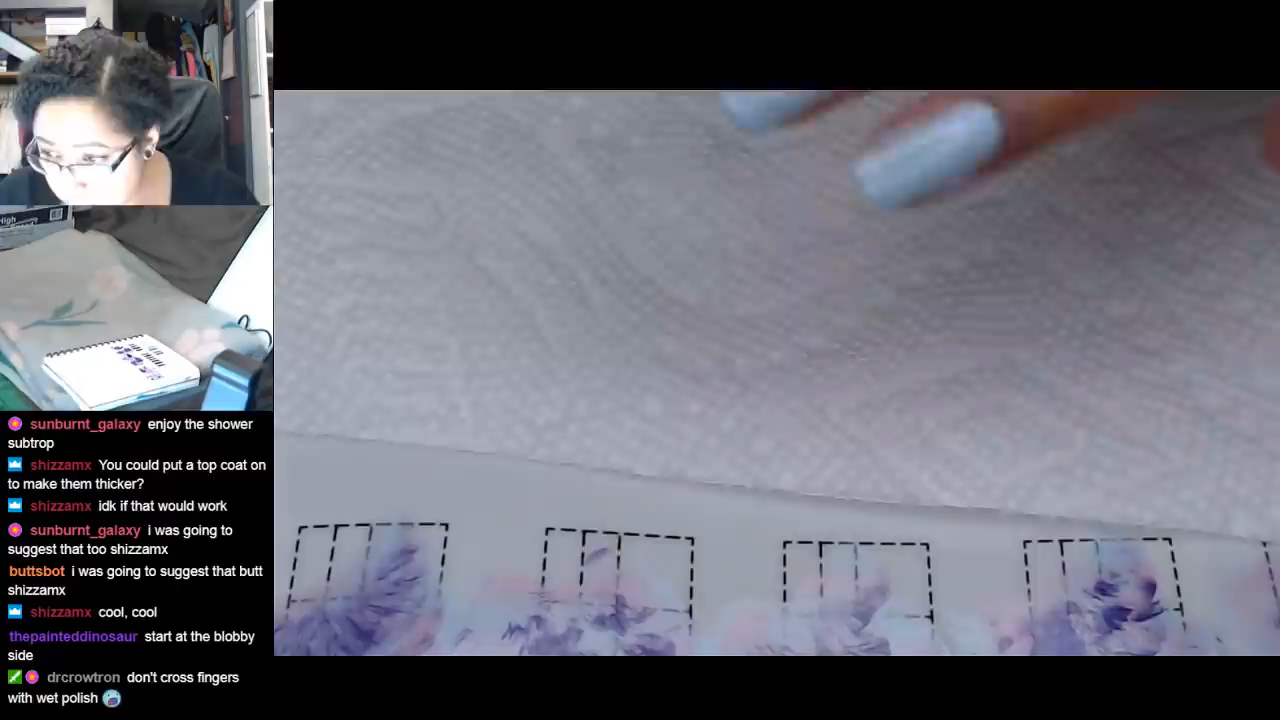 High
sunburnt_galaxy enjoy the shower
subtrop
shizzamx You could put a top coat on
to make them thicker?
shizzamx idk if that would work
sunburnt_galaxy i was going to
suggest that too shizzamx
buttsbot i was going to suggest that butt
shizzamx
shizzamx cool, cool
thepainteddinosaur start at the blobby
side
drcrowtron don't cross fingers
with wet polish